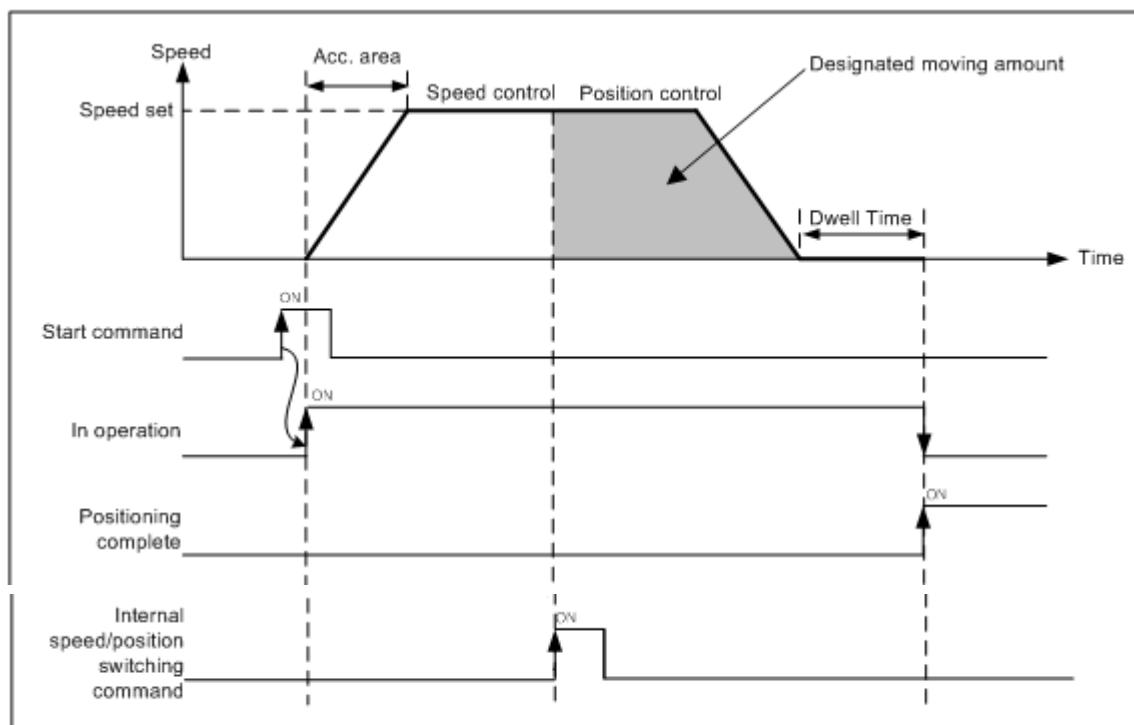 Speed
Acc. area
Designated moving amount
Speed set
Speed control
Position control
Dwell Time
Time
ON
Start command
ON
In operation
ON
Positioning
complete
ON
Internal
speed/position
switching
command